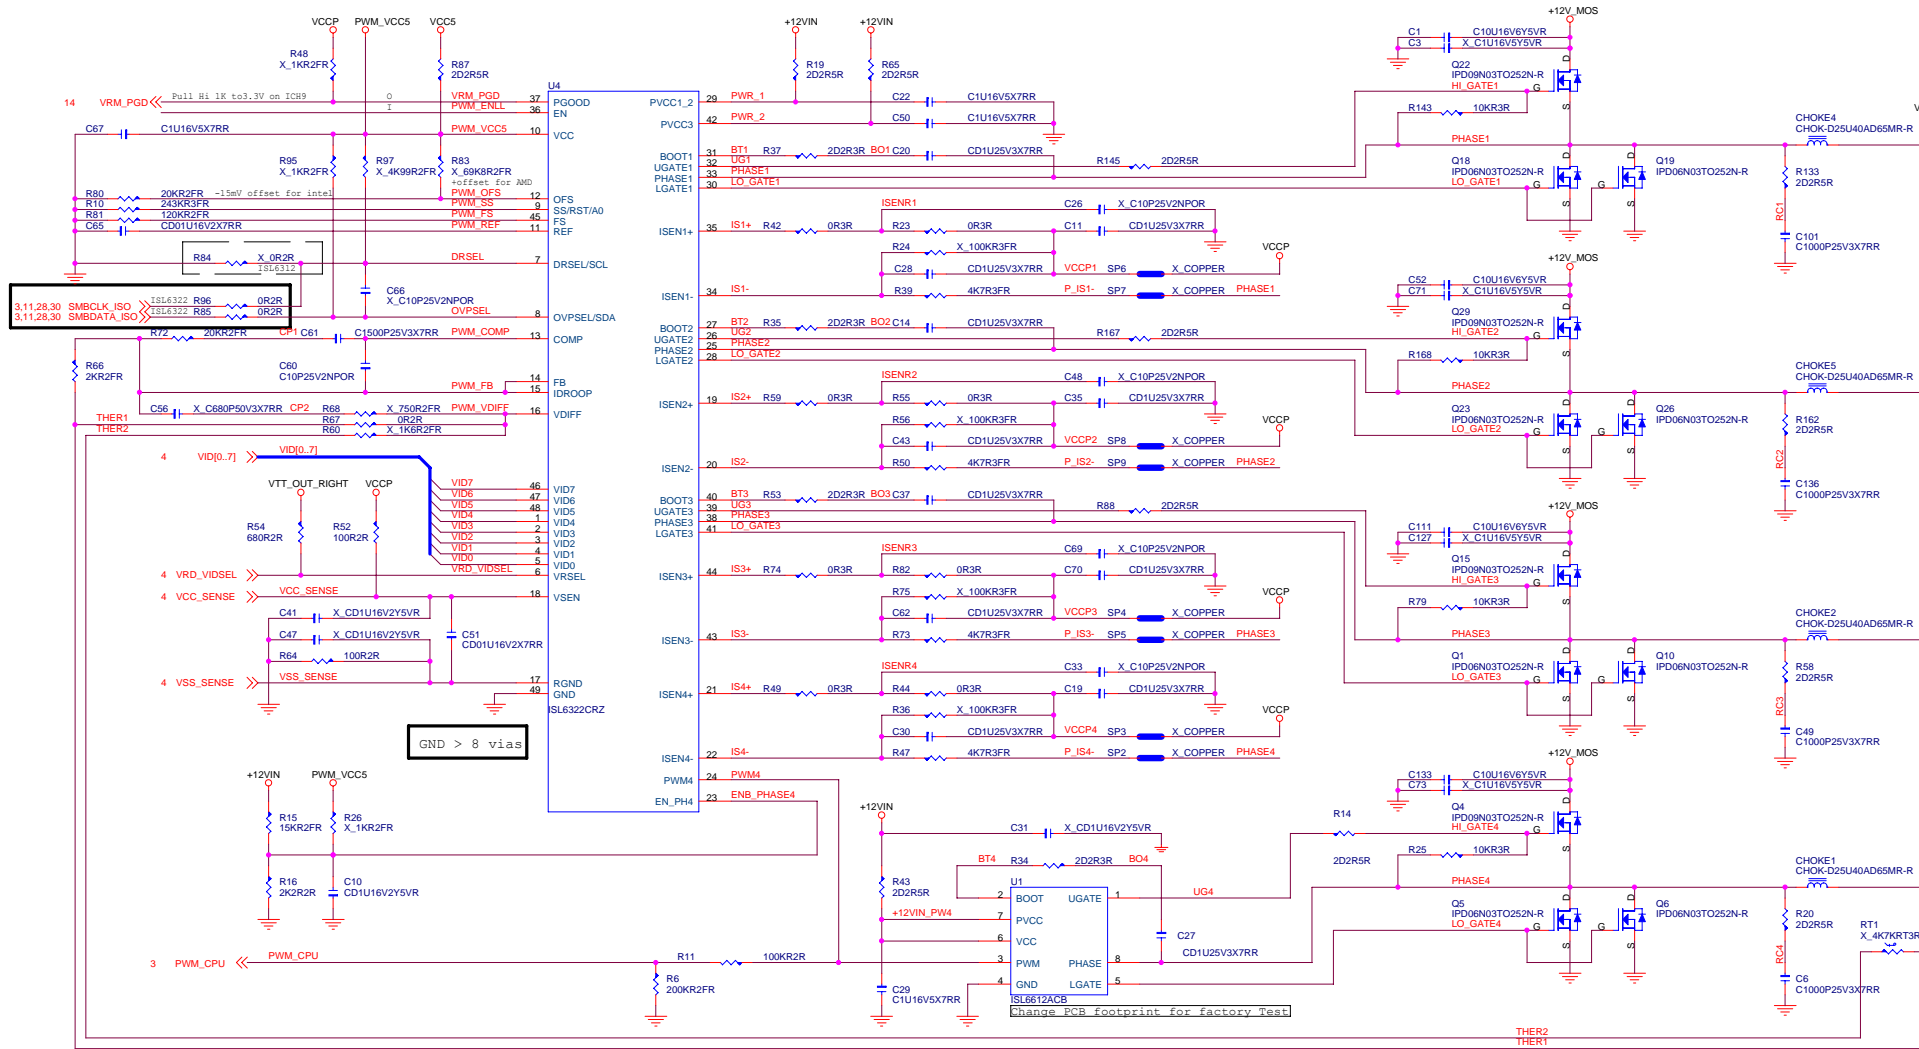 VCCP
PWM_VCC5
VCC5
+12VIN
+12VIN
+12V_MOS
R48
X_1KR2FR
R87
2D2R5R
R19
2D2R5R
R65
2D2R5R
C1
C10U16V6Y5VR
C3
X_C1U16V5Y5VR
Q22
IPD09N03TO252N-R
HI_GATE1
D
G
S
R143
10KR3R
14
VRM_PGD
Pull Hi 1K to3.3V on ICH9
O
I
VRM_PGD
PWM_ENLL
U4
37
PGOOD
36
EN
10
VCC
12
OFS
9
SS/RST/A0
45
FS
11
REF
7
DRSEL/SCL
8
OVPSEL/SDA
13
COMP
14
FB
15
IDROOP
16
VDIFF
46
VID7
47
VID6
48
VID5
1
VID4
2
VID3
3
VID2
4
VID1
5
VID0
6
VRSEL
18
VSEN
17
RGND
49
GND
ISL6322CRZ
PVCC1_2
29
PWR_1
C22
C1U16V5X7RR
PVCC3
42
PWR_2
C50
C1U16V5X7RR
C67
C1U16V5X7RR
PWM_VCC5
R95
X_1KR2FR
R97
X_4K99R2FR
R83
X_69K8R2FR
+offset for AMD
R80
20KR2FR
-15mV offset for intel
PWM_OFS
R10
243KR3FR
PWM_SS
R81
120KR2FR
PWM_FS
C65
CD01U16V2X7RR
PWM_REF
R84
X_0R2R
ISL6312
DRSEL
3,11,28,30
SMBCLK_ISO
ISL6322
R96
0R2R
3,11,28,30
SMBDATA_ISO
ISL6322
R85
0R2R
C66
X_C10P25V2NPOR
OVPSEL
R72
20KR2FR
CP1
C61
C1500P25V3X7RR
PWM_COMP
R66
2KR2FR
C60
C10P25V2NPOR
PWM_FB
C56
X_C680P50V3X7RR
CP2
R68
X_750R2FR
PWM_VDIFF
THER1
R67
0R2R
THER2
R60
X_1K6R2FR
4
VID[0..7]
VID[0..7]
VID7
VID6
VID5
VID4
VID3
VID2
VID1
VID0
VRD_VIDSEL
VTT_OUT_RIGHT
VCCP
R54
680R2R
R52
100R2R
4
VRD_VIDSEL
4
VCC_SENSE
VCC_SENSE
C41
X_CD1U16V2Y5VR
C47
X_CD1U16V2Y5VR
R64
100R2R
C51
CD01U16V2X7RR
4
VSS_SENSE
VSS_SENSE
GND > 8 vias
+12VIN
PWM_VCC5
R15
15KR2FR
R26
X_1KR2FR
R16
2K2R2R
C10
CD1U16V2Y5VR
3
PWM_CPU
PWM_CPU
R11
100KR2R
R6
200KR2FR
BOOT1
31
BT1
R37
2D2R3R
BO1
C20
CD1U25V3X7RR
UGATE1
32
UG1
R145
2D2R5R
PHASE1
33
PHASE1
LGATE1
30
LO_GATE1
ISENR1
C26
X_C10P25V2NPOR
ISEN1+
35
IS1+
R42
0R3R
R23
0R3R
C11
CD1U25V3X7RR
R24
X_100KR3FR
C28
CD1U25V3X7RR
VCCP1
SP6
X_COPPER
VCCP
ISEN1-
34
IS1-
R39
4K7R3FR
P_IS1-
SP7
X_COPPER
PHASE1
BOOT2
27
BT2
R35
2D2R3R
BO2
C14
CD1U25V3X7RR
UGATE2
26
UG2
R167
2D2R5R
PHASE2
25
PHASE2
LGATE2
28
LO_GATE2
ISENR2
C48
X_C10P25V2NPOR
ISEN2+
19
IS2+
R59
0R3R
R55
0R3R
C35
CD1U25V3X7RR
R56
X_100KR3FR
C43
CD1U25V3X7RR
VCCP2
SP8
X_COPPER
VCCP
ISEN2-
20
IS2-
R50
4K7R3FR
P_IS2-
SP9
X_COPPER
PHASE2
BOOT3
40
BT3
R53
2D2R3R
BO3
C37
CD1U25V3X7RR
UGATE3
39
UG3
R88
2D2R5R
PHASE3
38
PHASE3
LGATE3
41
LO_GATE3
ISENR3
C69
X_C10P25V2NPOR
ISEN3+
44
IS3+
R74
0R3R
R82
0R3R
C70
CD1U25V3X7RR
R75
X_100KR3FR
C62
CD1U25V3X7RR
VCCP3
SP4
X_COPPER
VCCP
ISEN3-
43
IS3-
R73
4K7R3FR
P_IS3-
SP5
X_COPPER
PHASE3
ISENR4
C33
X_C10P25V2NPOR
ISEN4+
21
IS4+
R49
0R3R
R44
0R3R
C19
CD1U25V3X7RR
R36
X_100KR3FR
C30
CD1U25V3X7RR
VCCP4
SP3
X_COPPER
VCCP
ISEN4-
22
IS4-
R47
4K7R3FR
P_IS4-
SP2
X_COPPER
PHASE4
PWM4
24
PWM4
EN_PH4
23
ENB_PHASE4
+12VIN
C31
X_CD1U16V2Y5VR
R43
2D2R5R
BT4
R34
2D2R3R
BO4
+12VIN_PW4
C29
C1U16V5X7RR
U1
2
BOOT
7
PVCC
6
VCC
3
PWM
4
GND
UGATE
1
PHASE
8
LGATE
5
ISL6612ACB
Change PCB footprint for factory Test
UG4
C27
CD1U25V3X7RR
R14
2D2R5R
PHASE1
CHOKE4
CHOK-D25U40AD65MR-R
Q18
IPD06N03TO252N-R
LO_GATE1
D
G
S
Q19
IPD06N03TO252N-R
D
G
S
R133
2D2R5R
RC1
C101
C1000P25V3X7RR
+12V_MOS
C52
C10U16V6Y5VR
C71
X_C1U16V5Y5VR
Q29
IPD09N03TO252N-R
HI_GATE2
D
G
S
R168
10KR3R
PHASE2
CHOKE5
CHOK-D25U40AD65MR-R
Q23
IPD06N03TO252N-R
LO_GATE2
D
G
S
Q26
IPD06N03TO252N-R
D
G
S
R162
2D2R5R
RC2
C136
C1000P25V3X7RR
+12V_MOS
C111
C10U16V6Y5VR
C127
X_C1U16V5Y5VR
Q15
IPD09N03TO252N-R
HI_GATE3
D
G
S
R79
10KR3R
PHASE3
CHOKE2
CHOK-D25U40AD65MR-R
Q1
IPD06N03TO252N-R
LO_GATE3
D
G
S
Q10
IPD06N03TO252N-R
D
G
S
R58
2D2R5R
RC3
C49
C1000P25V3X7RR
+12V_MOS
C133
C10U16V6Y5VR
C73
X_C1U16V5Y5VR
Q4
IPD09N03TO252N-R
HI_GATE4
D
G
S
R25
10KR3R
PHASE4
CHOKE1
CHOK-D25U40AD65MR-R
Q5
IPD06N03TO252N-R
LO_GATE4
D
G
S
Q6
IPD06N03TO252N-R
D
G
S
R20
2D2R5R
RC4
C6
C1000P25V3X7RR
RT1
X_4K7KRT3R
THER2
THER1